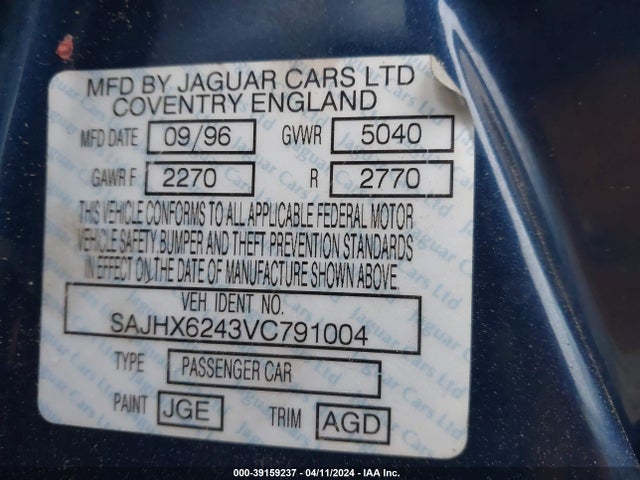 MFD BY JAGUAR CARS LTD
COVENTRY ENGLAND
MFD DATE 09/96 GVWR 5040
GAWR F 2270 R 2770
THIS VEHICLE CONFORMS TO ALL APPLICABLE FEDERAL MOTOR
VEHICLE SAFETY BUMPER AND THEFT PREVENTION STANDARDS
IN EFFECT ON THE DATE OF MANUFACTURE SHOWN ABOVE.
VEH IDENT NO.
SAJHX6243VC791004
TYPE PASSENGER CAR
PAINT JGE TRIM AGD
000-39159237 - 04/11/2024 - IAA Inc.